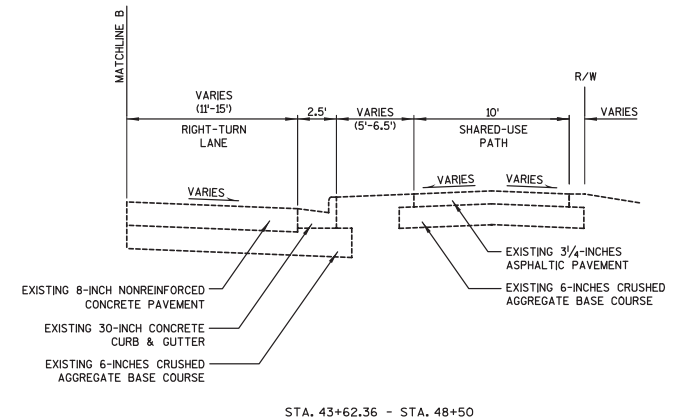 MATCHLINE B
R/W
VARIES
(11'-15')
2.5'
VARIES
(5'-6.5')
10'
VARIES
RIGHT-TURN
LANE
SHARED-USE
PATH
VARIES
VARIES
VARIES
EXISTING 3 1/4-INCHES
ASPHALTIC PAVEMENT
EXISTING 6-INCHES CRUSHED
AGGREGATE BASE COURSE
EXISTING 8-INCH NONREINFORCED
CONCRETE PAVEMENT
EXISTING 30-INCH CONCRETE
CURB & GUTTER
EXISTING 6-INCHES CRUSHED
AGGREGATE BASE COURSE
STA. 43+62.36 - STA. 48+50